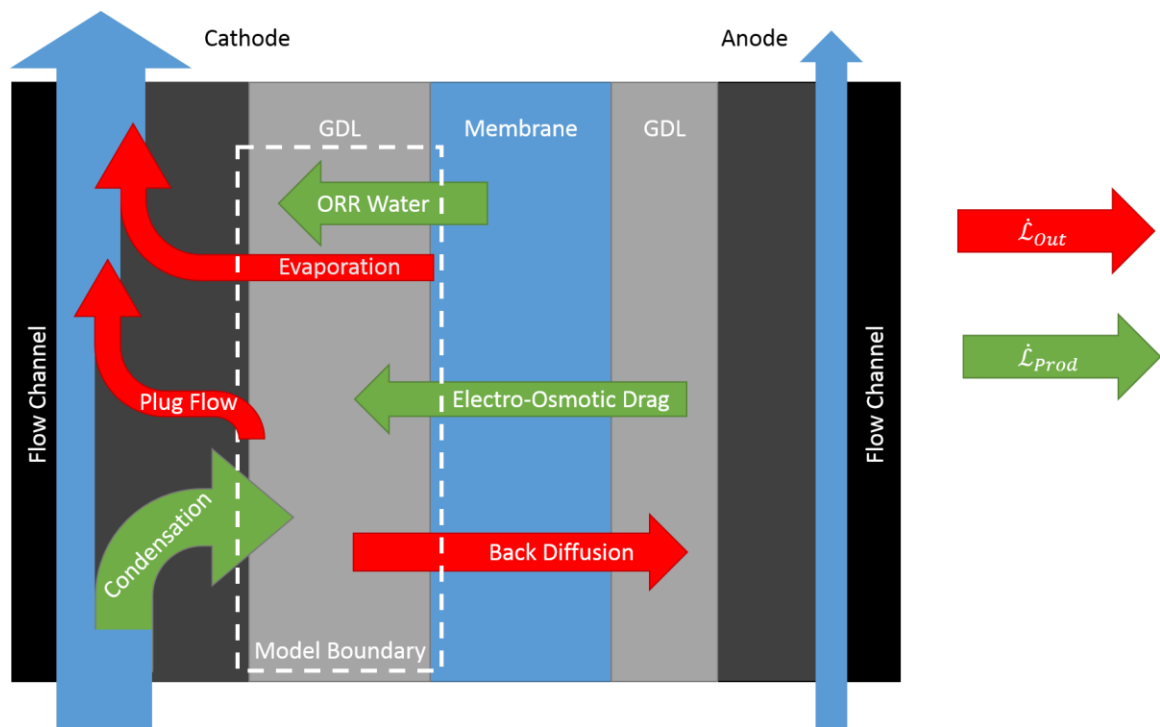 Cathode
Anode
GDL
Membrane
GDL
ORR Water
Evaporation
Plug Flow
Electro-Osmotic Drag
Condensation
Back Diffusion
Model Boundary
Flow Channel
Flow Channel
ℒ̇_Out
ℒ̇_Prod